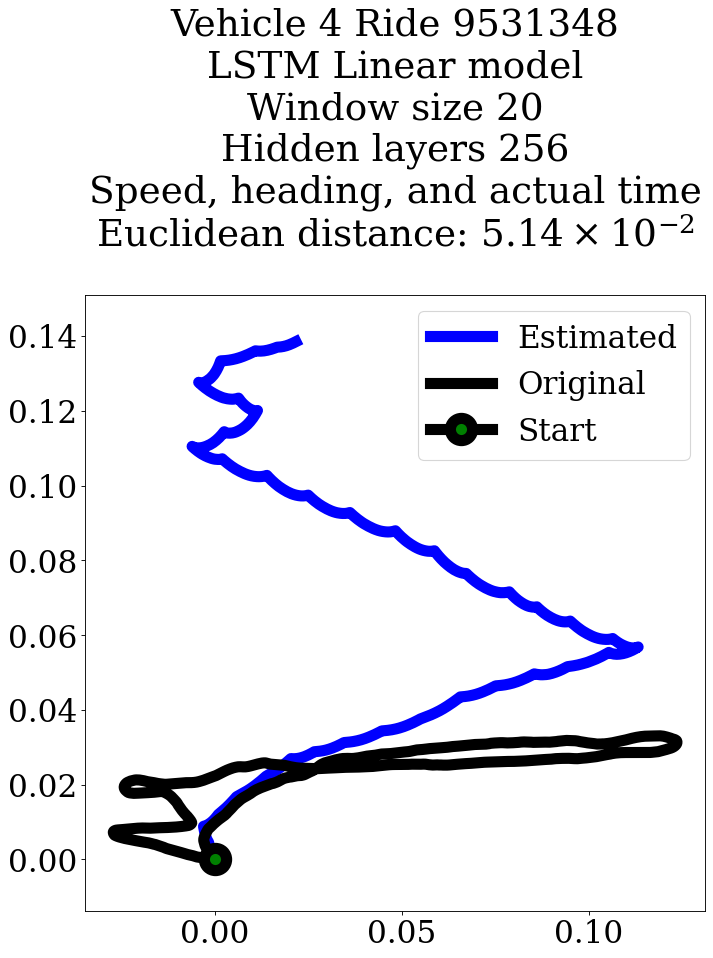 Vehicle 4 Ride 9531348
LSTM Linear model
Window size 20
Hidden layers 256
Speed, heading, and actual time
Euclidean distance: 5.14 × 10⁻²
Estimated
Original
Start
0.14
0.12
0.10
0.08
0.06
0.04
0.02
0.00
0.00 0.05 0.10